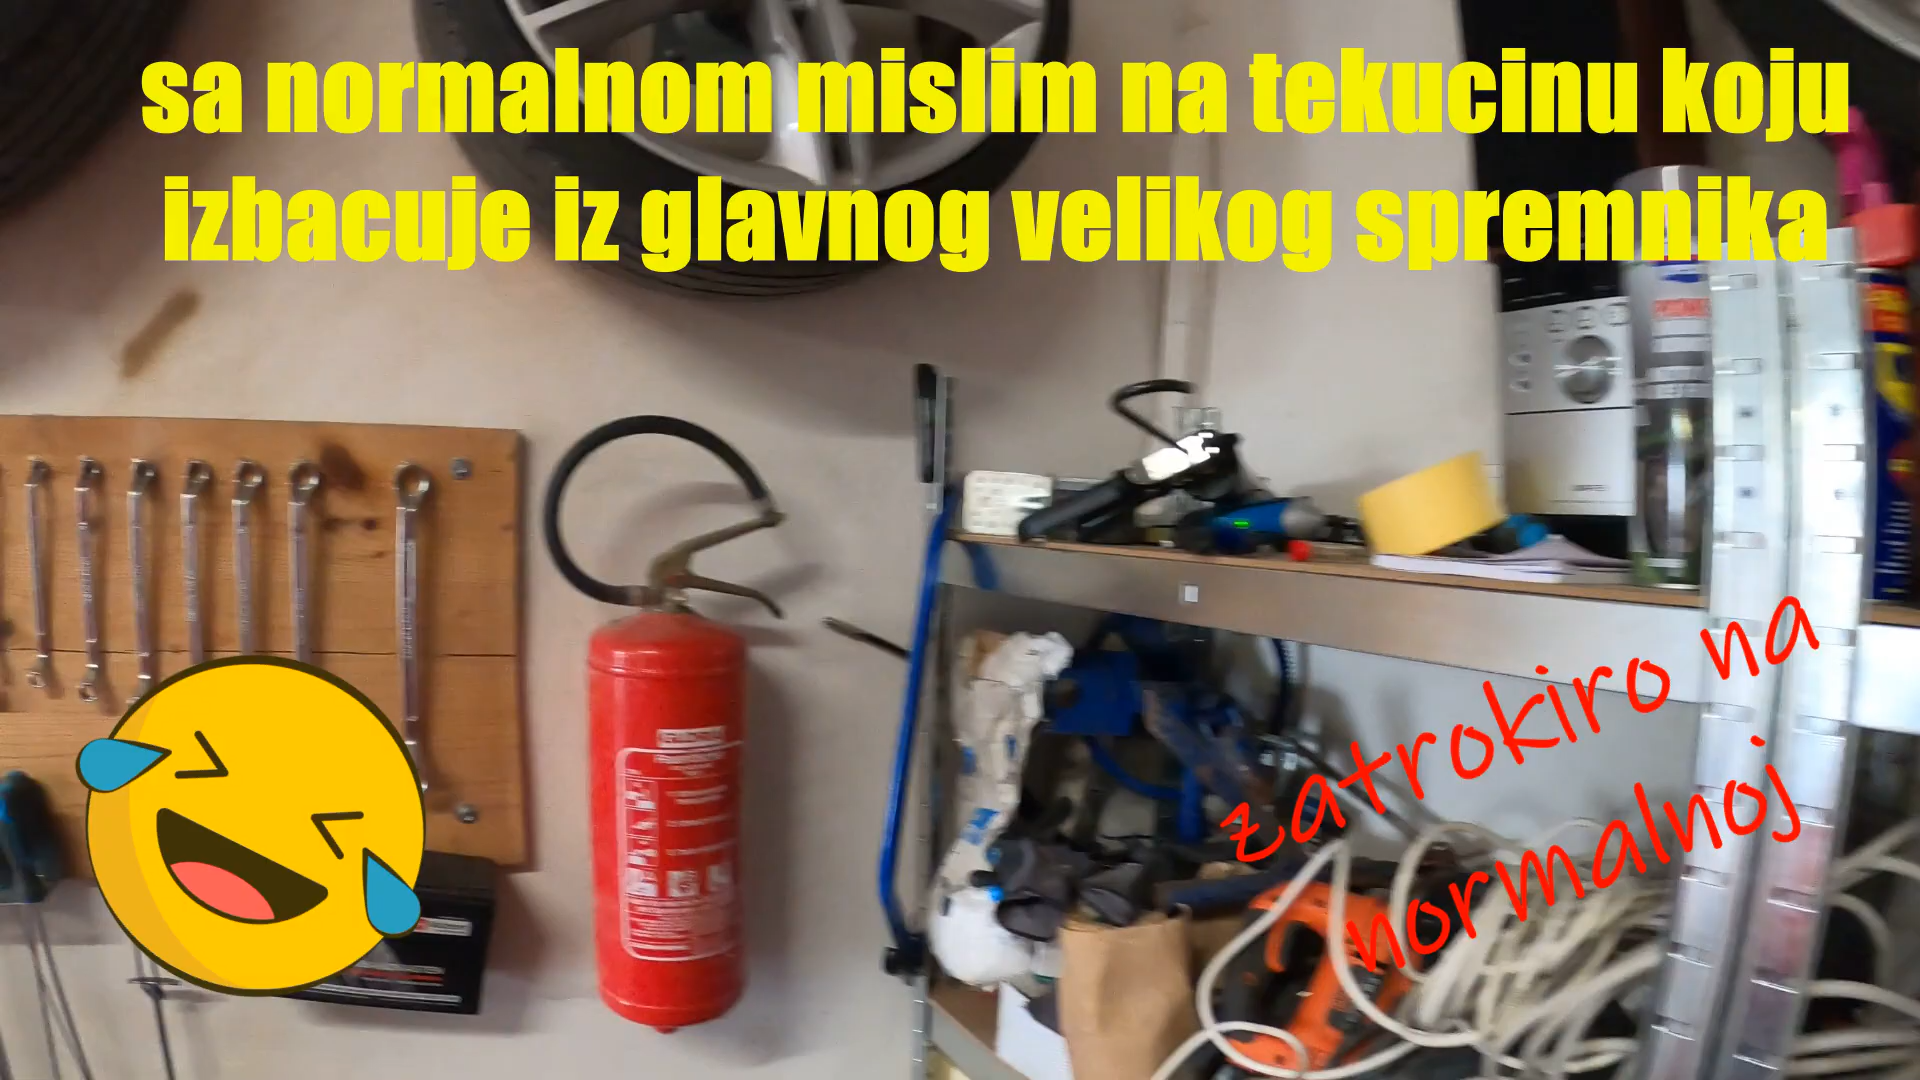 sa normalnom mislim na tekucinu koju
izbacuje iz glavnog velikog spremnika
zatrokiro na
normalnoj